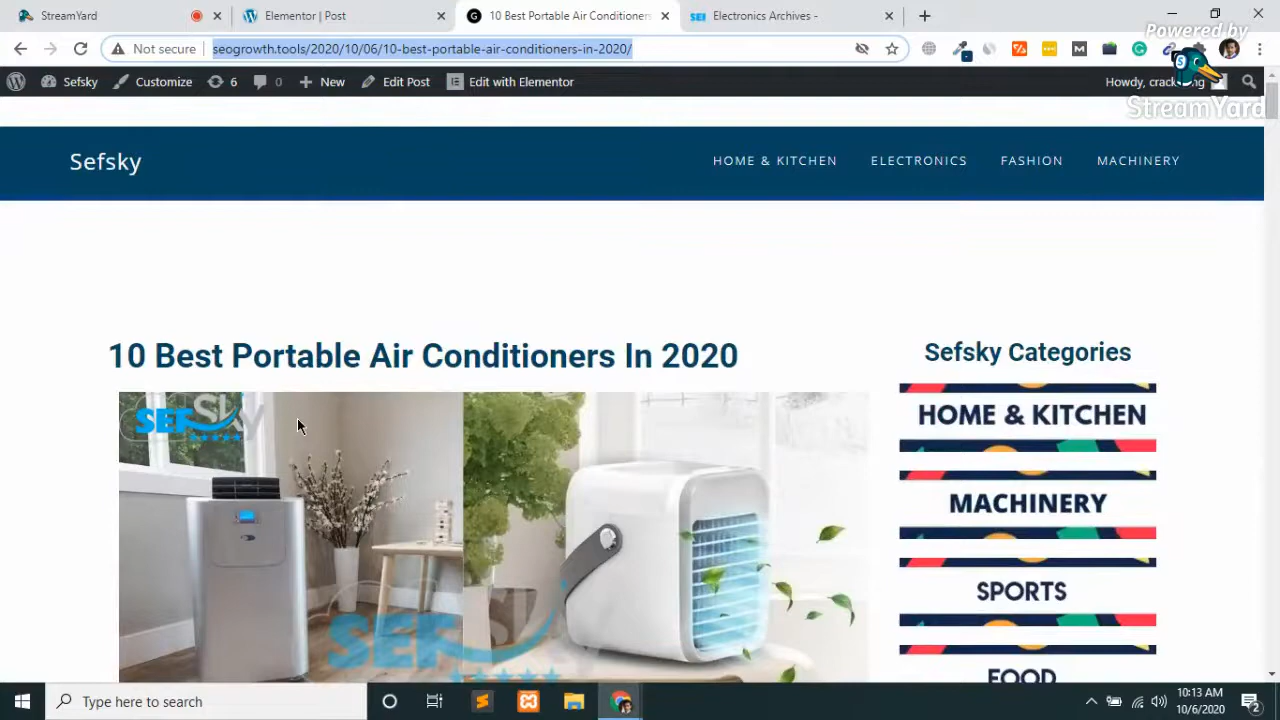 StreamYard
Elementor | Post
10 Best Portable Air Conditioners
Electronics Archives -
Powered by
StreamYard
Not secure
seogrowth.tools/2020/10/06/10-best-portable-air-conditioners-in-2020/
Sefsky
Customize
6
0
New
Edit Post
Edit with Elementor
Sefsky
HOME & KITCHEN
ELECTRONICS
FASHION
MACHINERY
10 Best Portable Air Conditioners In 2020
SEFSKY
SEFSKY
Sefsky Categories
HOME & KITCHEN
MACHINERY
SPORTS
FOOD
Type here to search
10:13 AM
10/6/2020
2